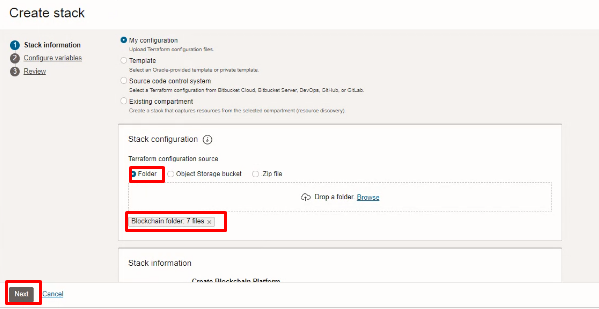 Create stack
1 Stack information
2 Configure variables
3 Review
My configuration
Upload Terraform configuration files.
Template
Select an Oracle-provided template or private template.
Source code control system
Select a Terraform configuration from Bitbucket Cloud, Bitbucket Server, DevOps, GitHub, or GitLab.
Existing compartment
Create a stack that captures resources from the selected compartment (resource discovery).
Stack configuration
Terraform configuration source
Folder Object Storage bucket Zip file
Drop a folder Browse
Blockchain folder: 7 files ×
Stack information
Create Blockchain Platform
Next Cancel